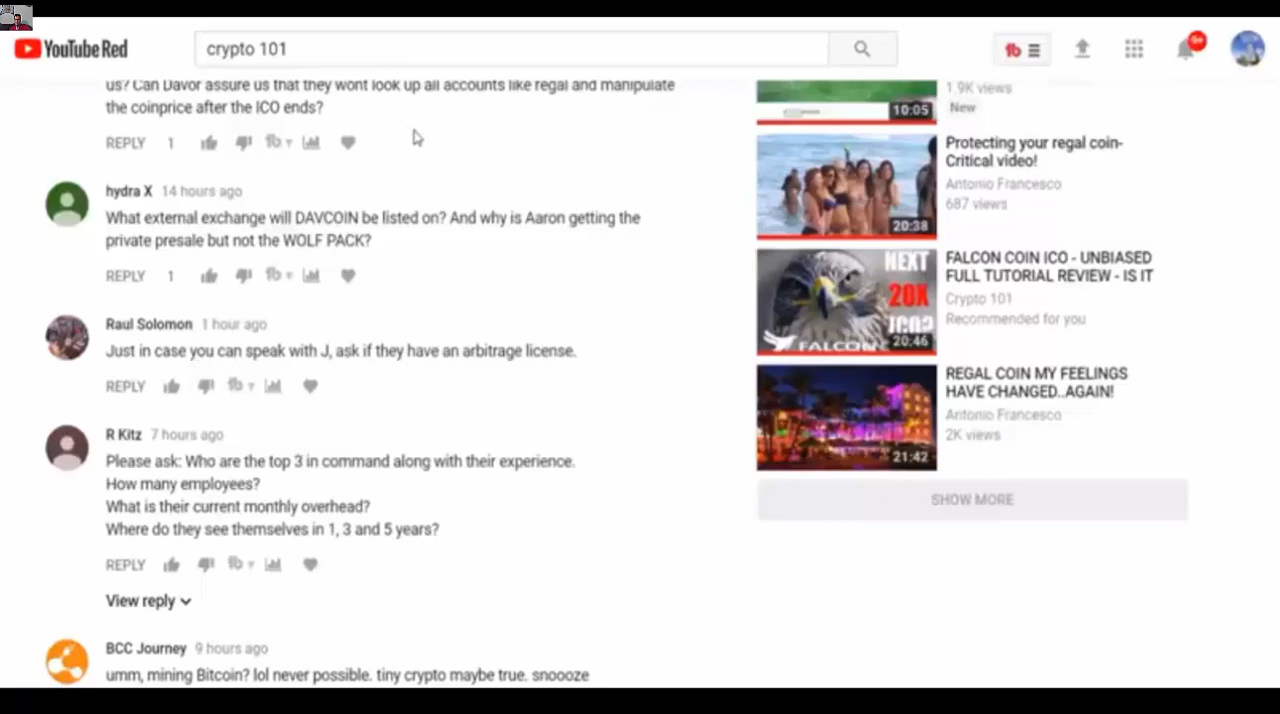 YouTube Red
crypto 101
9+
us? Can Davor assure us that they wont look up all accounts like regal and manipulate
the coinprice after the ICO ends?
REPLY 1
hydra X 14 hours ago
What external exchange will DAVCOIN be listed on? And why is Aaron getting the
private presale but not the WOLF PACK?
REPLY 1
Raul Solomon 1 hour ago
Just in case you can speak with J, ask if they have an arbitrage license.
REPLY
R Kitz 7 hours ago
Please ask: Who are the top 3 in command along with their experience.
How many employees?
What is their current monthly overhead?
Where do they see themselves in 1, 3 and 5 years?
REPLY
View reply
BCC Journey 9 hours ago
umm, mining Bitcoin? lol never possible. tiny crypto maybe true. snoooze
10:05
1.9K views
New
20:38
Protecting your regal coin-
Critical video!
Antonio Francesco
687 views
NEXT
20X
ICO?
FALCON
20:46
FALCON COIN ICO - UNBIASED
FULL TUTORIAL REVIEW - IS IT
Crypto 101
Recommended for you
21:42
REGAL COIN MY FEELINGS
HAVE CHANGED..AGAIN!
Antonio Francesco
2K views
SHOW MORE